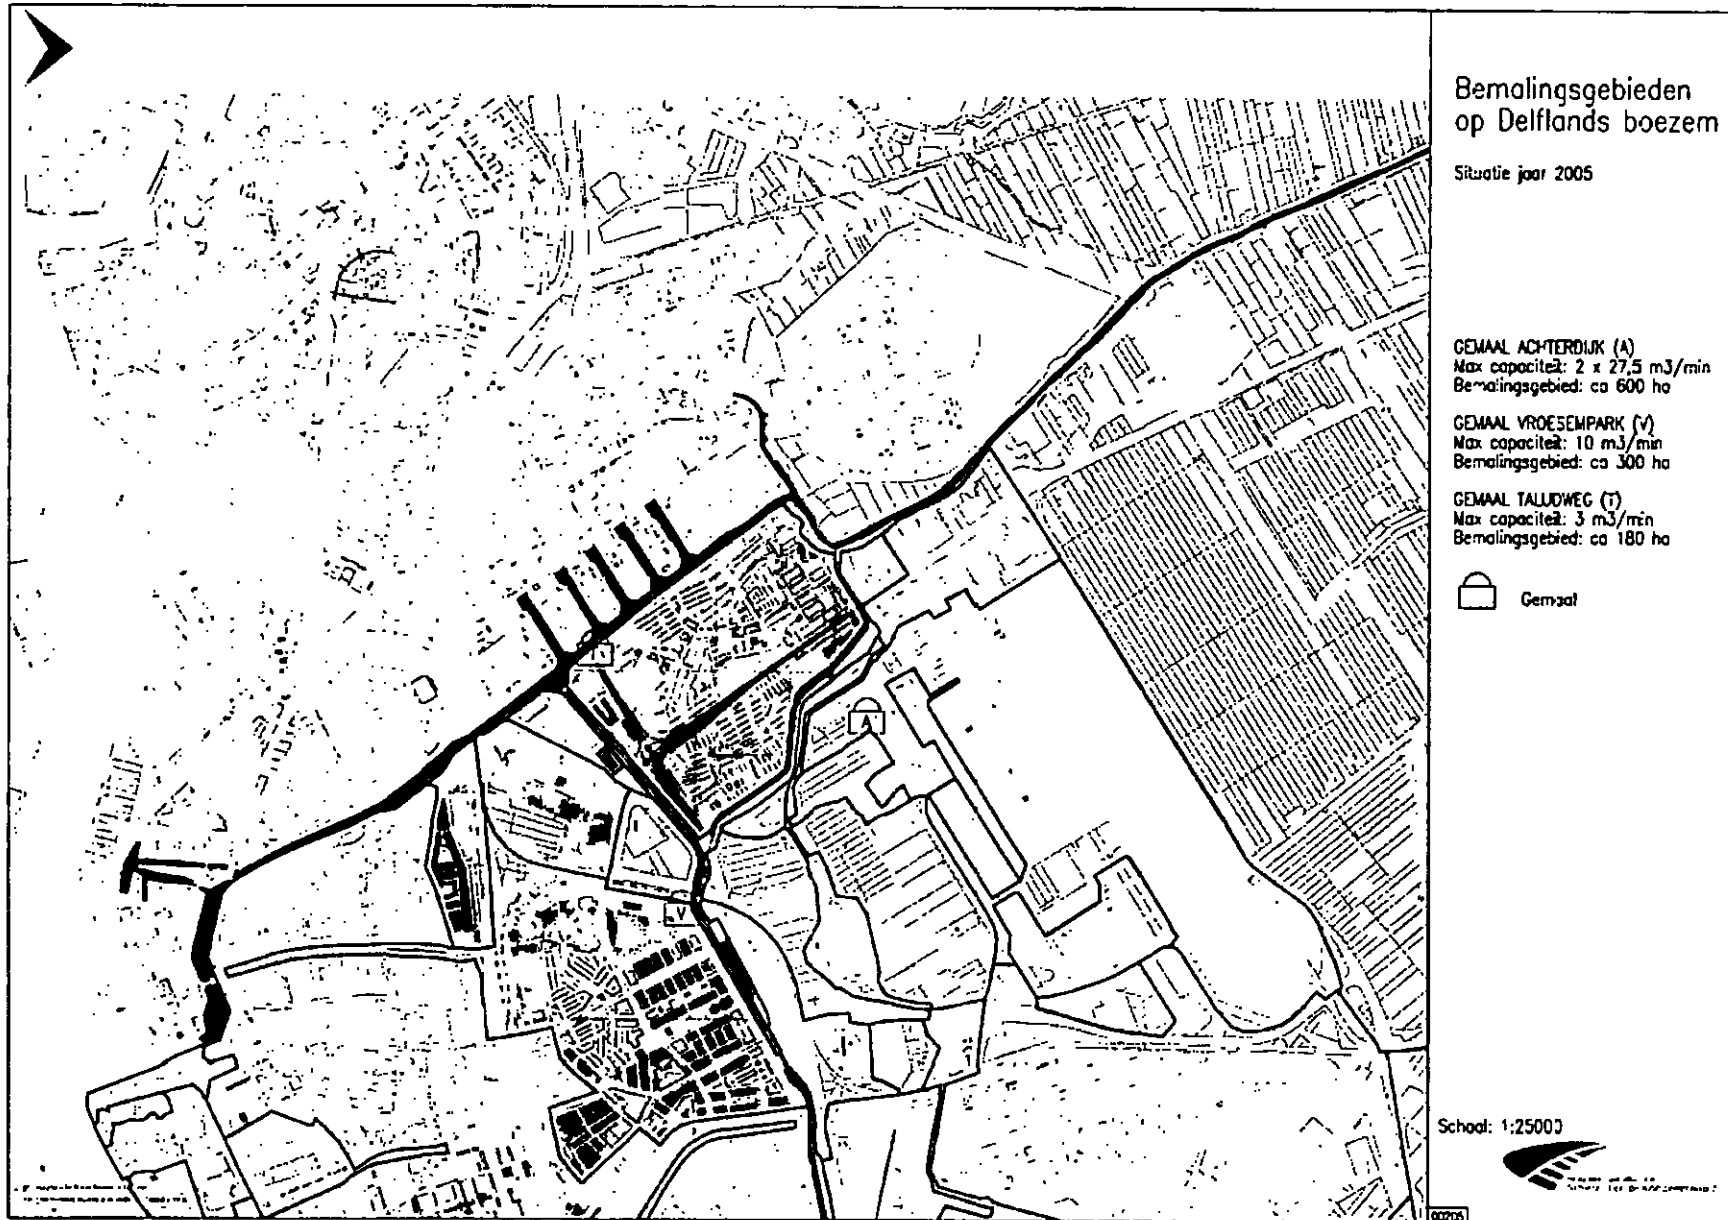 Bemalingsgebieden
op Delflands boezem
Situatie jaar 2005
GEMAAL ACHTERDIJK (A)
Max capaciteit: 2 x 27,5 m3/min
Bemalingsgebied: ca 600 ha
GEMAAL VROESEMPARK (V)
Max capaciteit: 10 m3/min
Bemalingsgebied: ca 300 ha
GEMAAL TALUDWEG (T)
Max capaciteit: 3 m3/min
Bemalingsgebied: ca 180 ha
Gemaal
A
V
Schaal: 1:25000